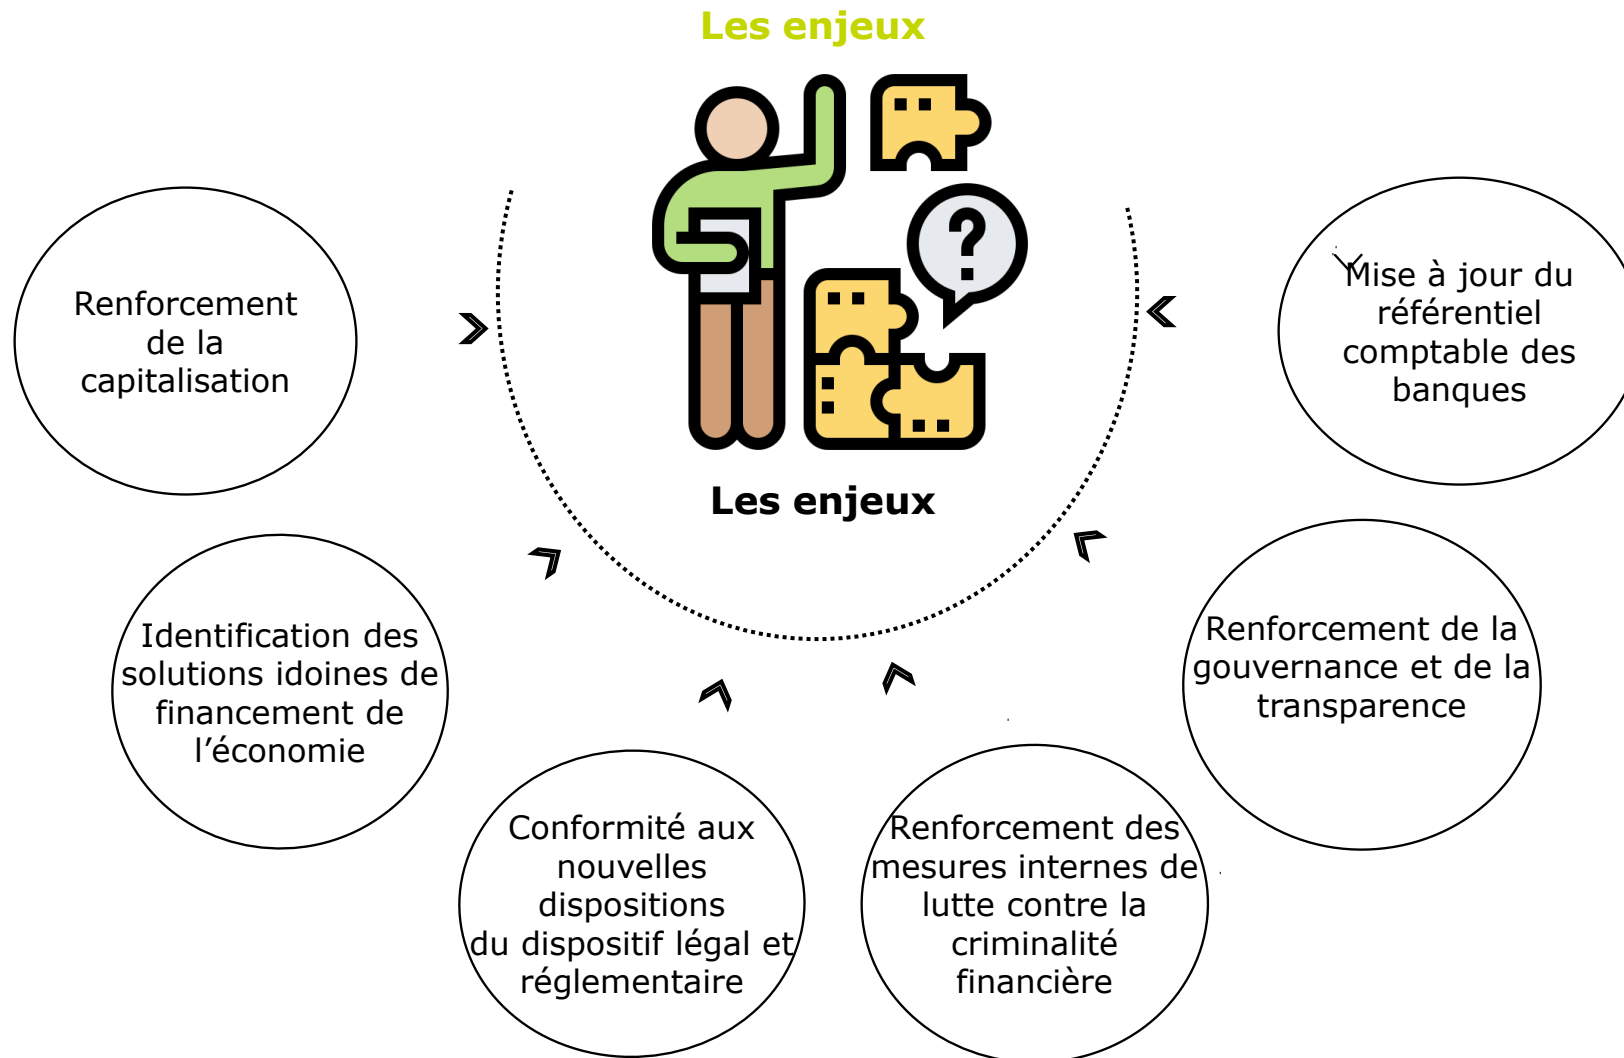 Les enjeux
?
Les enjeux
Renforcement
de la
capitalisation
Identification des
solutions idoines de
financement de
l’économie
Conformité aux
nouvelles
dispositions
du dispositif légal et
réglementaire
Renforcement des
mesures internes de
lutte contre la
criminalité
financière
Renforcement de la
gouvernance et de la
transparence
Mise à jour du
référentiel
comptable des
banques